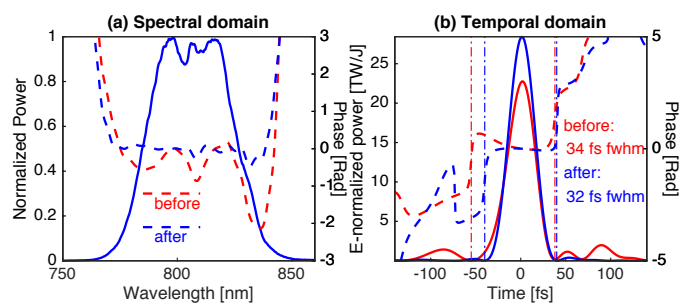 (a) Spectral domain
(b) Temporal domain
1
0.8
0.6
0.4
0.2
0
Normalized Power
3
2
1
0
-1
-2
-3
Phase [Rad]
before
after
750
800
850
Wavelength [nm]
25
20
15
10
5
0
E-normalized power [TW/J]
5
0
-5
Phase [Rad]
before:
34 fs fwhm
after:
32 fs fwhm
-100
-50
0
50
100
Time [fs]